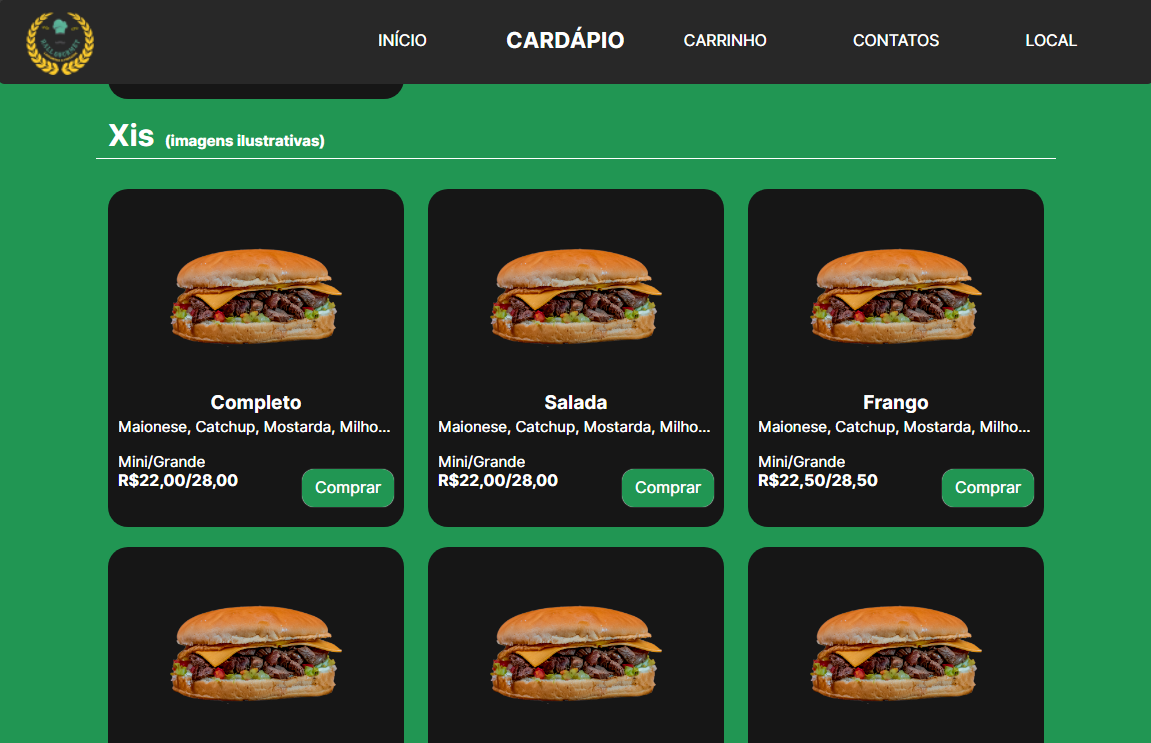 INÍCIO CARDÁPIO CARRINHO CONTATOS LOCAL
Xis (imagens ilustrativas)
Completo
Maionese, Catchup, Mostarda, Milho...
Mini/Grande
R$22,00/28,00
Comprar
Salada
Maionese, Catchup, Mostarda, Milho...
Mini/Grande
R$22,00/28,00
Comprar
Frango
Maionese, Catchup, Mostarda, Milho...
Mini/Grande
R$22,50/28,50
Comprar